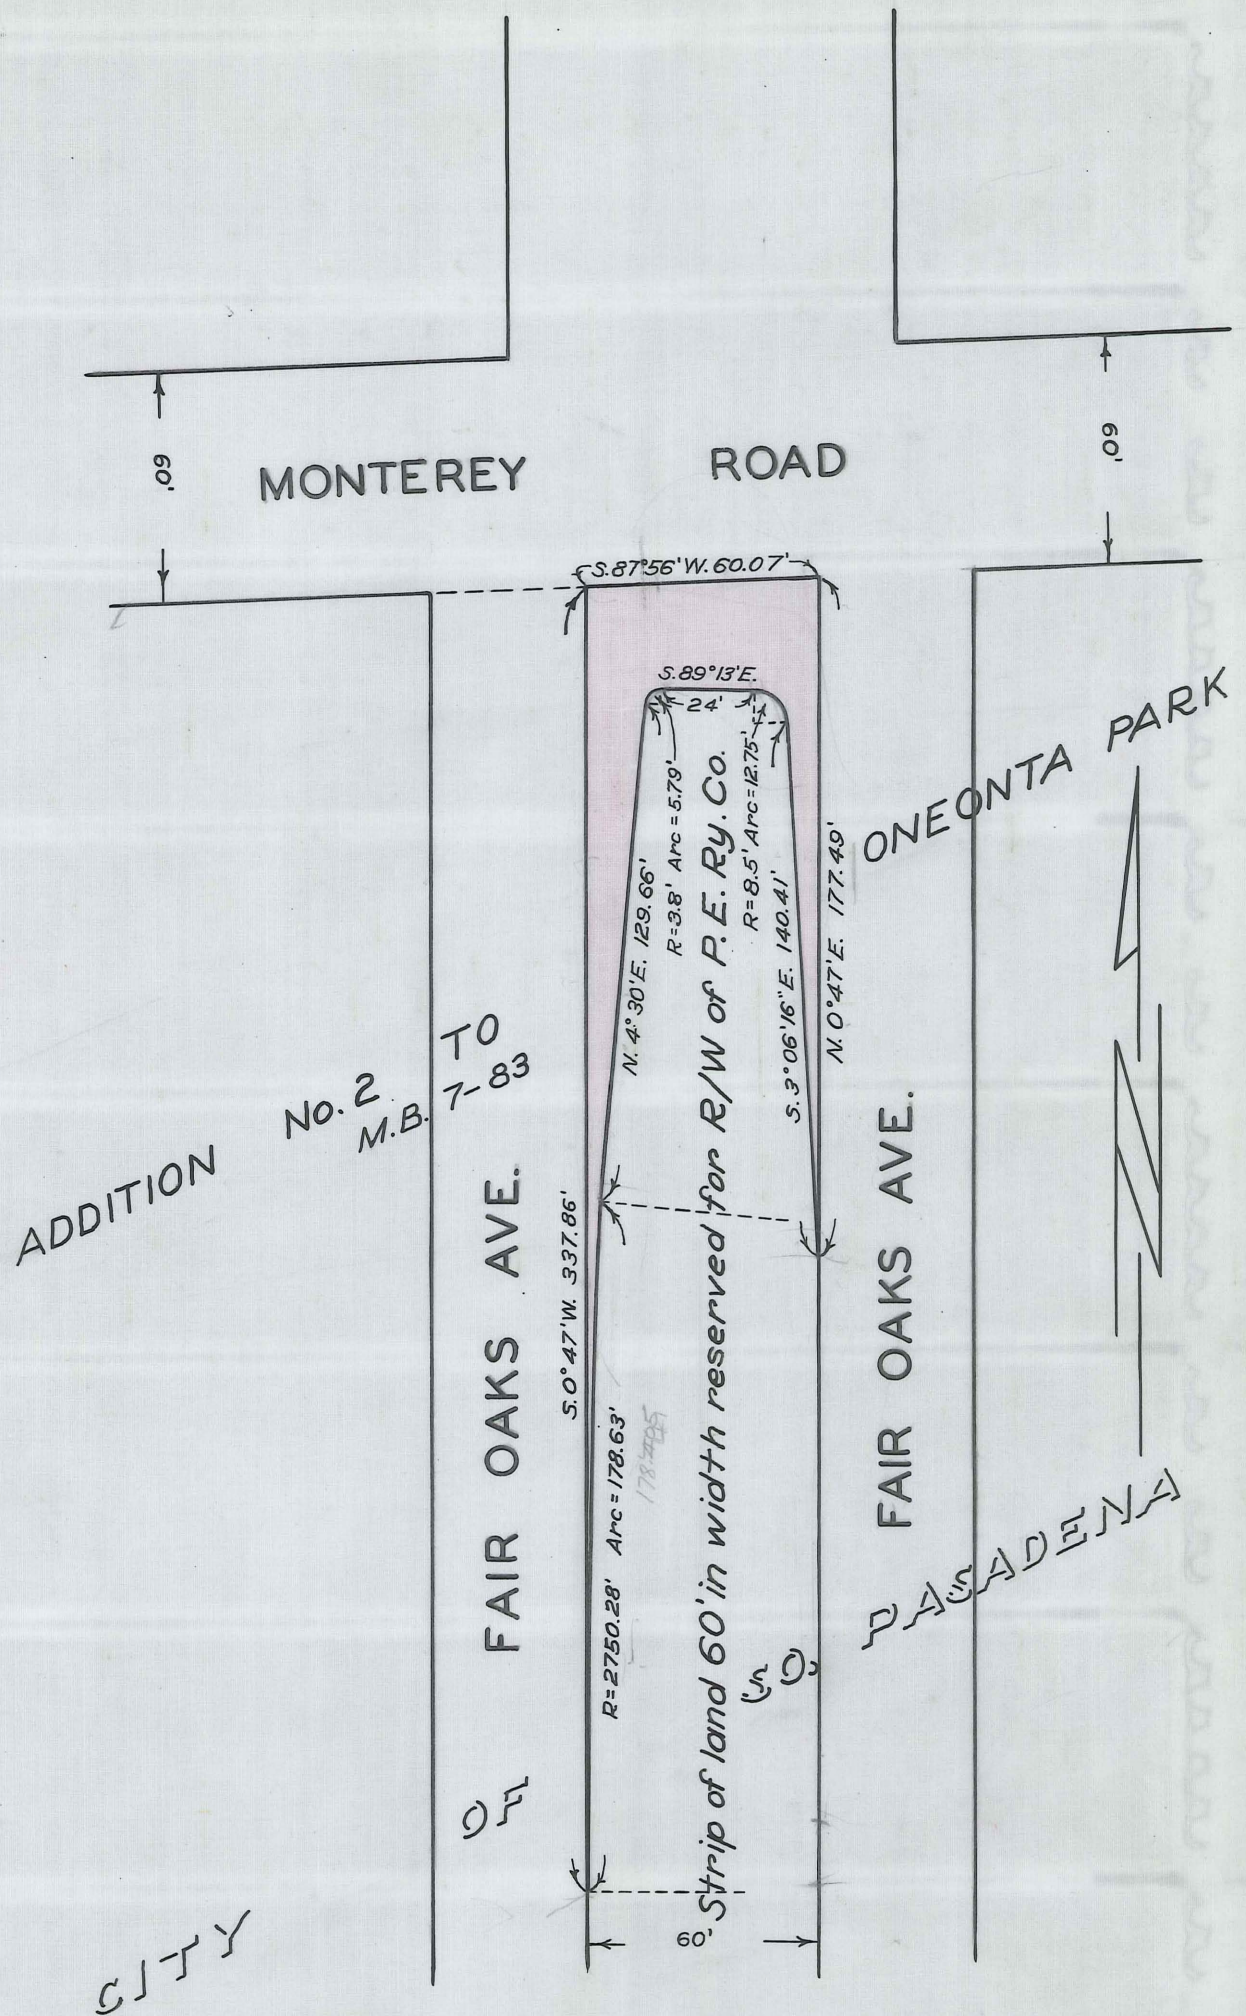 60'
60'
MONTEREY ROAD
S.87°56'W. 60.07'
S.89°13'E.
24'
R=3.8' Arc=5.79'
R=8.5' Arc=12.75'
N.4°30'E. 129.66'
S.3°06'16"E. 140.41'
N.0°47'E. 177.49'
ONEONTA PARK
ADDITION No.2 TO
M.B. 7-83
S.0°47'W. 337.86'
R=2750.28' Arc=178.63'
FAIR OAKS AVE.
Strip of land 60' in width reserved for R/W of P.E. Ry. Co.
FAIR OAKS AVE.
CITY OF SO. PASADENA
60'